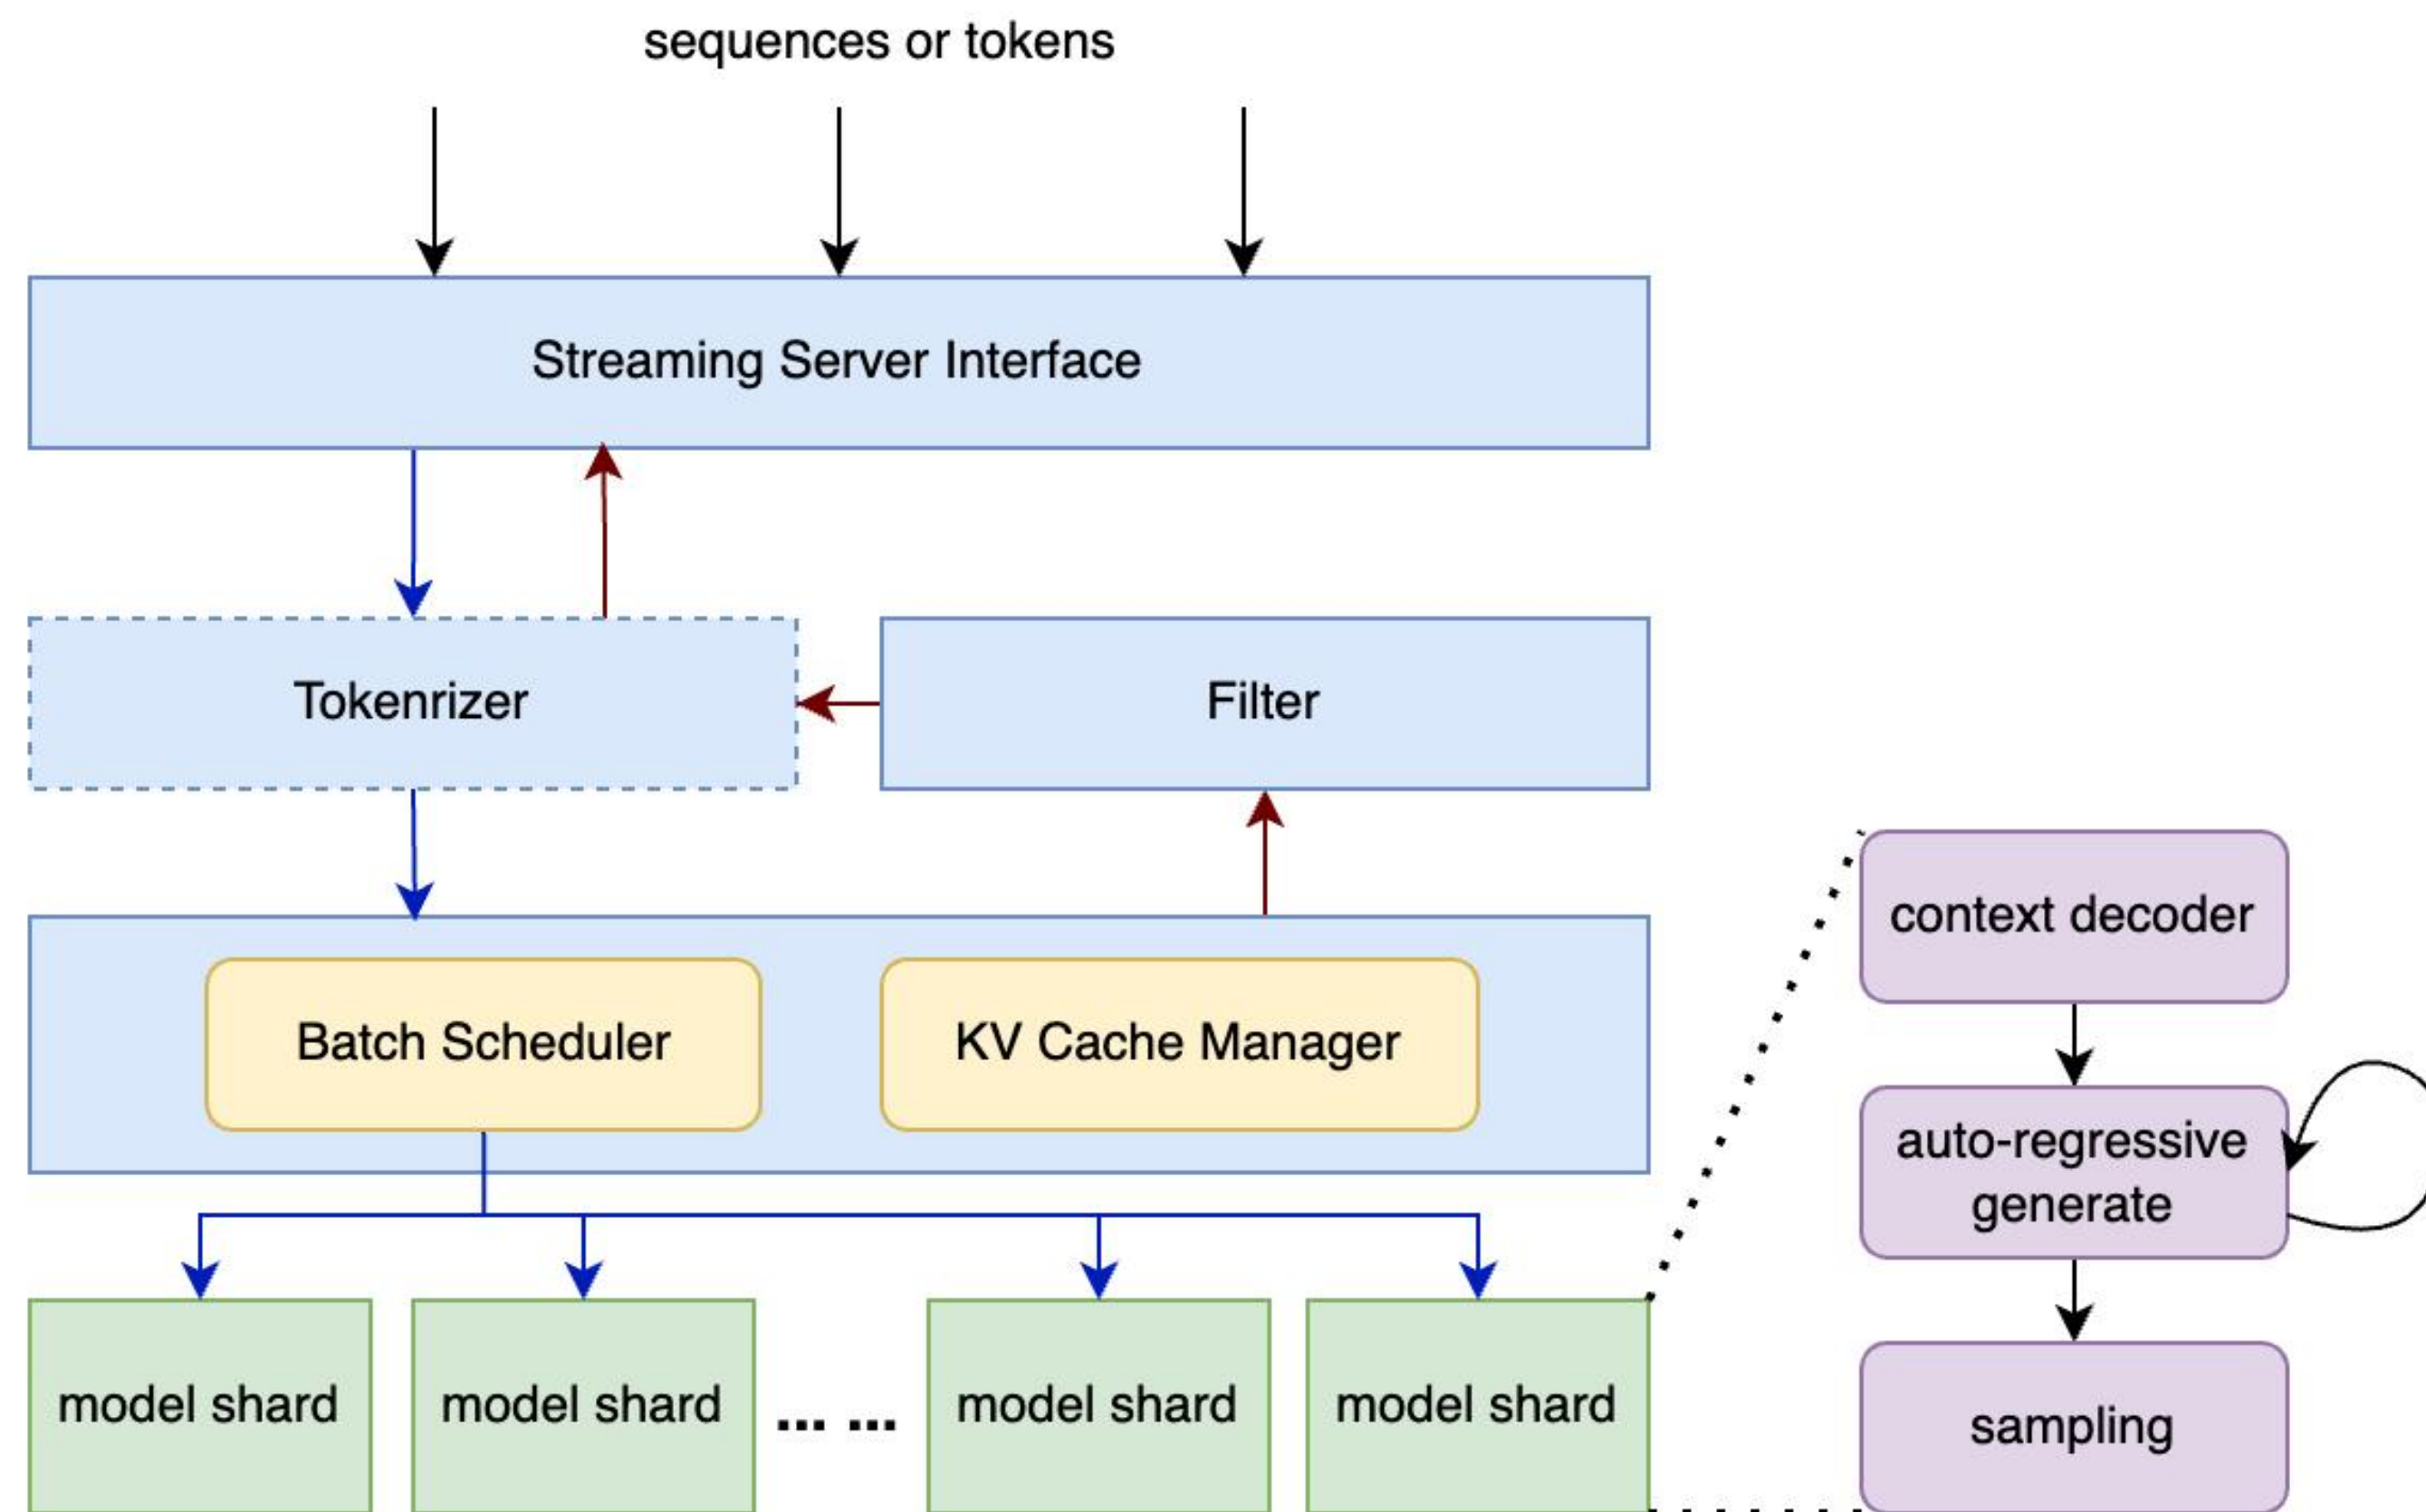 sequences or tokens
Streaming Server Interface
Tokenrizer
Filter
Batch Scheduler
KV Cache Manager
context decoder
auto-regressive
generate
sampling
model shard
model shard
... ...
model shard
model shard